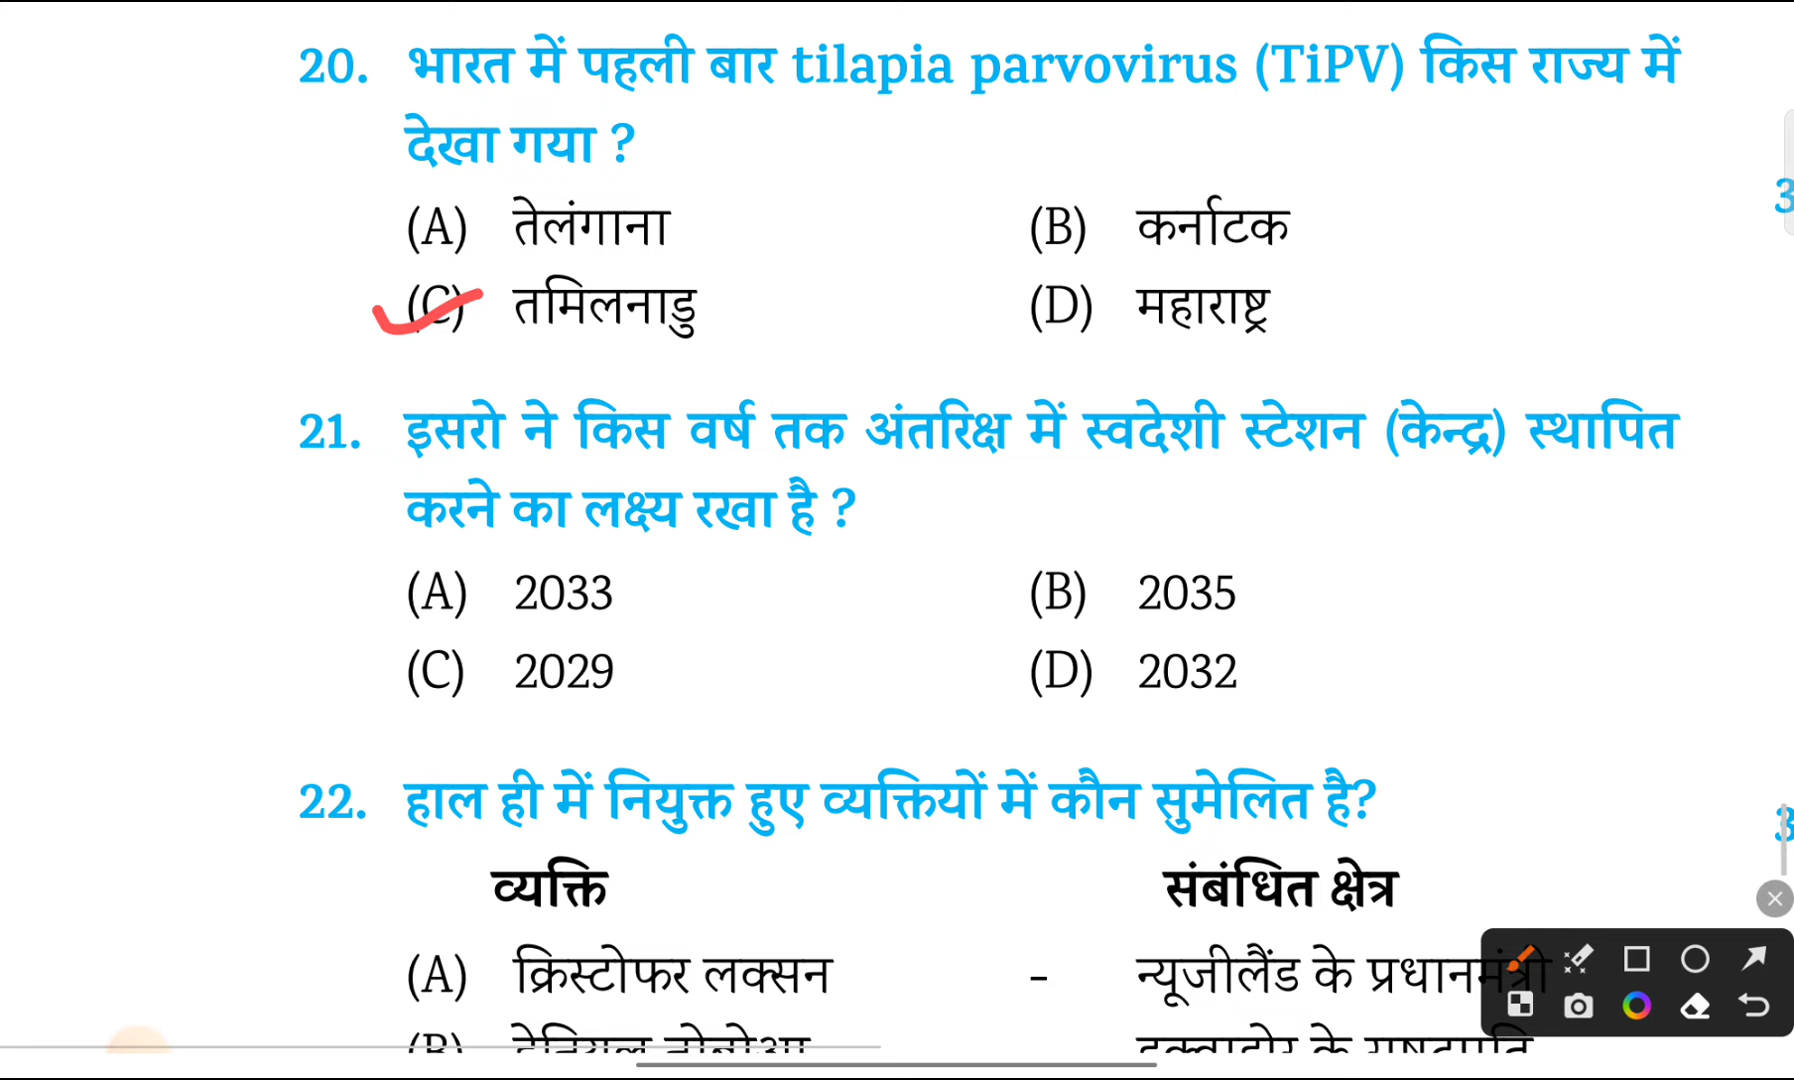 20. भारत में पहली बार tilapia parvovirus (TiPV) किस राज्य में
देखा गया ?
(A) तेलंगाना (B) कर्नाटक
(C) तमिलनाडु (D) महाराष्ट्र
21. इसरो ने किस वर्ष तक अंतरिक्ष में स्वदेशी स्टेशन (केन्द्र) स्थापित
करने का लक्ष्य रखा है ?
(A) 2033 (B) 2035
(C) 2029 (D) 2032
22. हाल ही में नियुक्त हुए व्यक्तियों में कौन सुमेलित है?
व्यक्ति संबंधित क्षेत्र
(A) क्रिस्टोफर लक्सन - न्यूजीलैंड के प्रधानमंत्री